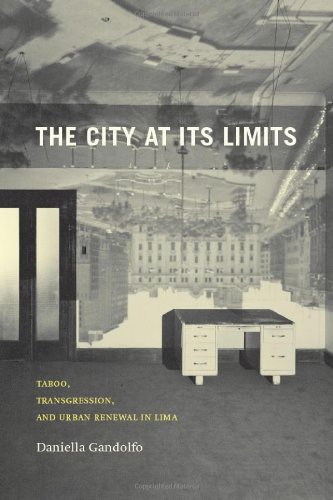 THE CITY AT ITS LIMITS
TABOO,
TRANSGRESSION,
AND URBAN RENEWAL IN LIMA
Daniella Gandolfo